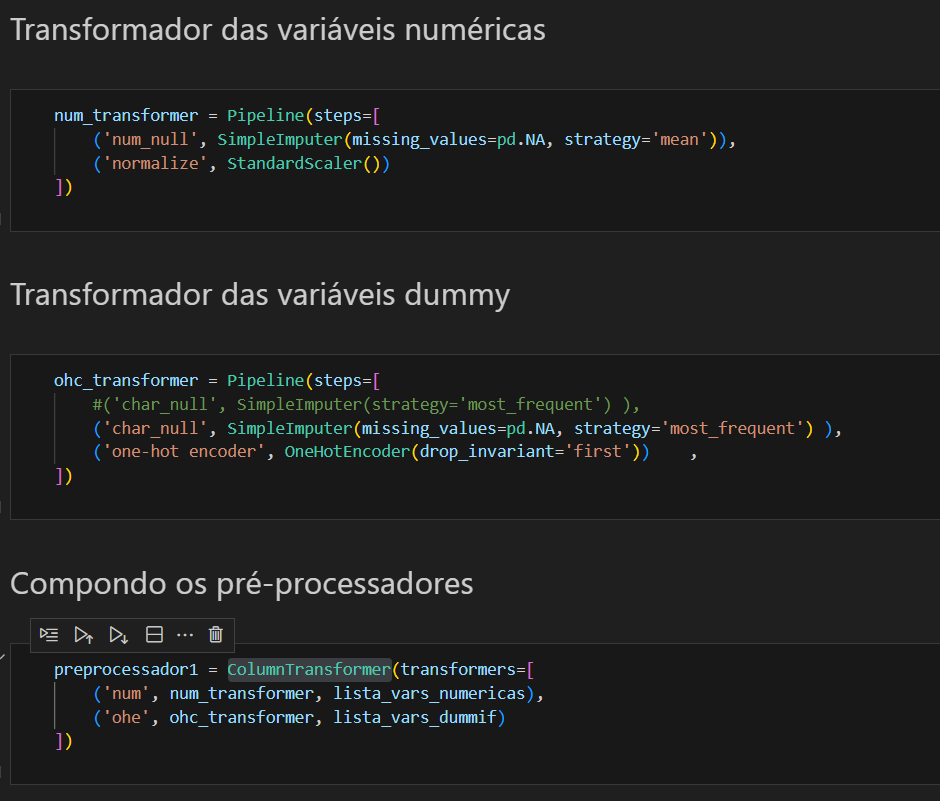 Transformador das variáveis numéricas
num_transformer = Pipeline(steps=[
('num_null', SimpleImputer(missing_values=pd.NA, strategy='mean')),
('normalize', StandardScaler())
])
Transformador das variáveis dummy
ohc_transformer = Pipeline(steps=[
#('char_null', SimpleImputer(strategy='most_frequent') ),
('char_null', SimpleImputer(missing_values=pd.NA, strategy='most_frequent') ),
('one-hot encoder', OneHotEncoder(drop_invariant='first'))    ,
])
Compondo os pré-processadores
preprocessador1 = ColumnTransformer(transformers=[
('num', num_transformer, lista_vars_numericas),
('ohe', ohc_transformer, lista_vars_dummif)
])